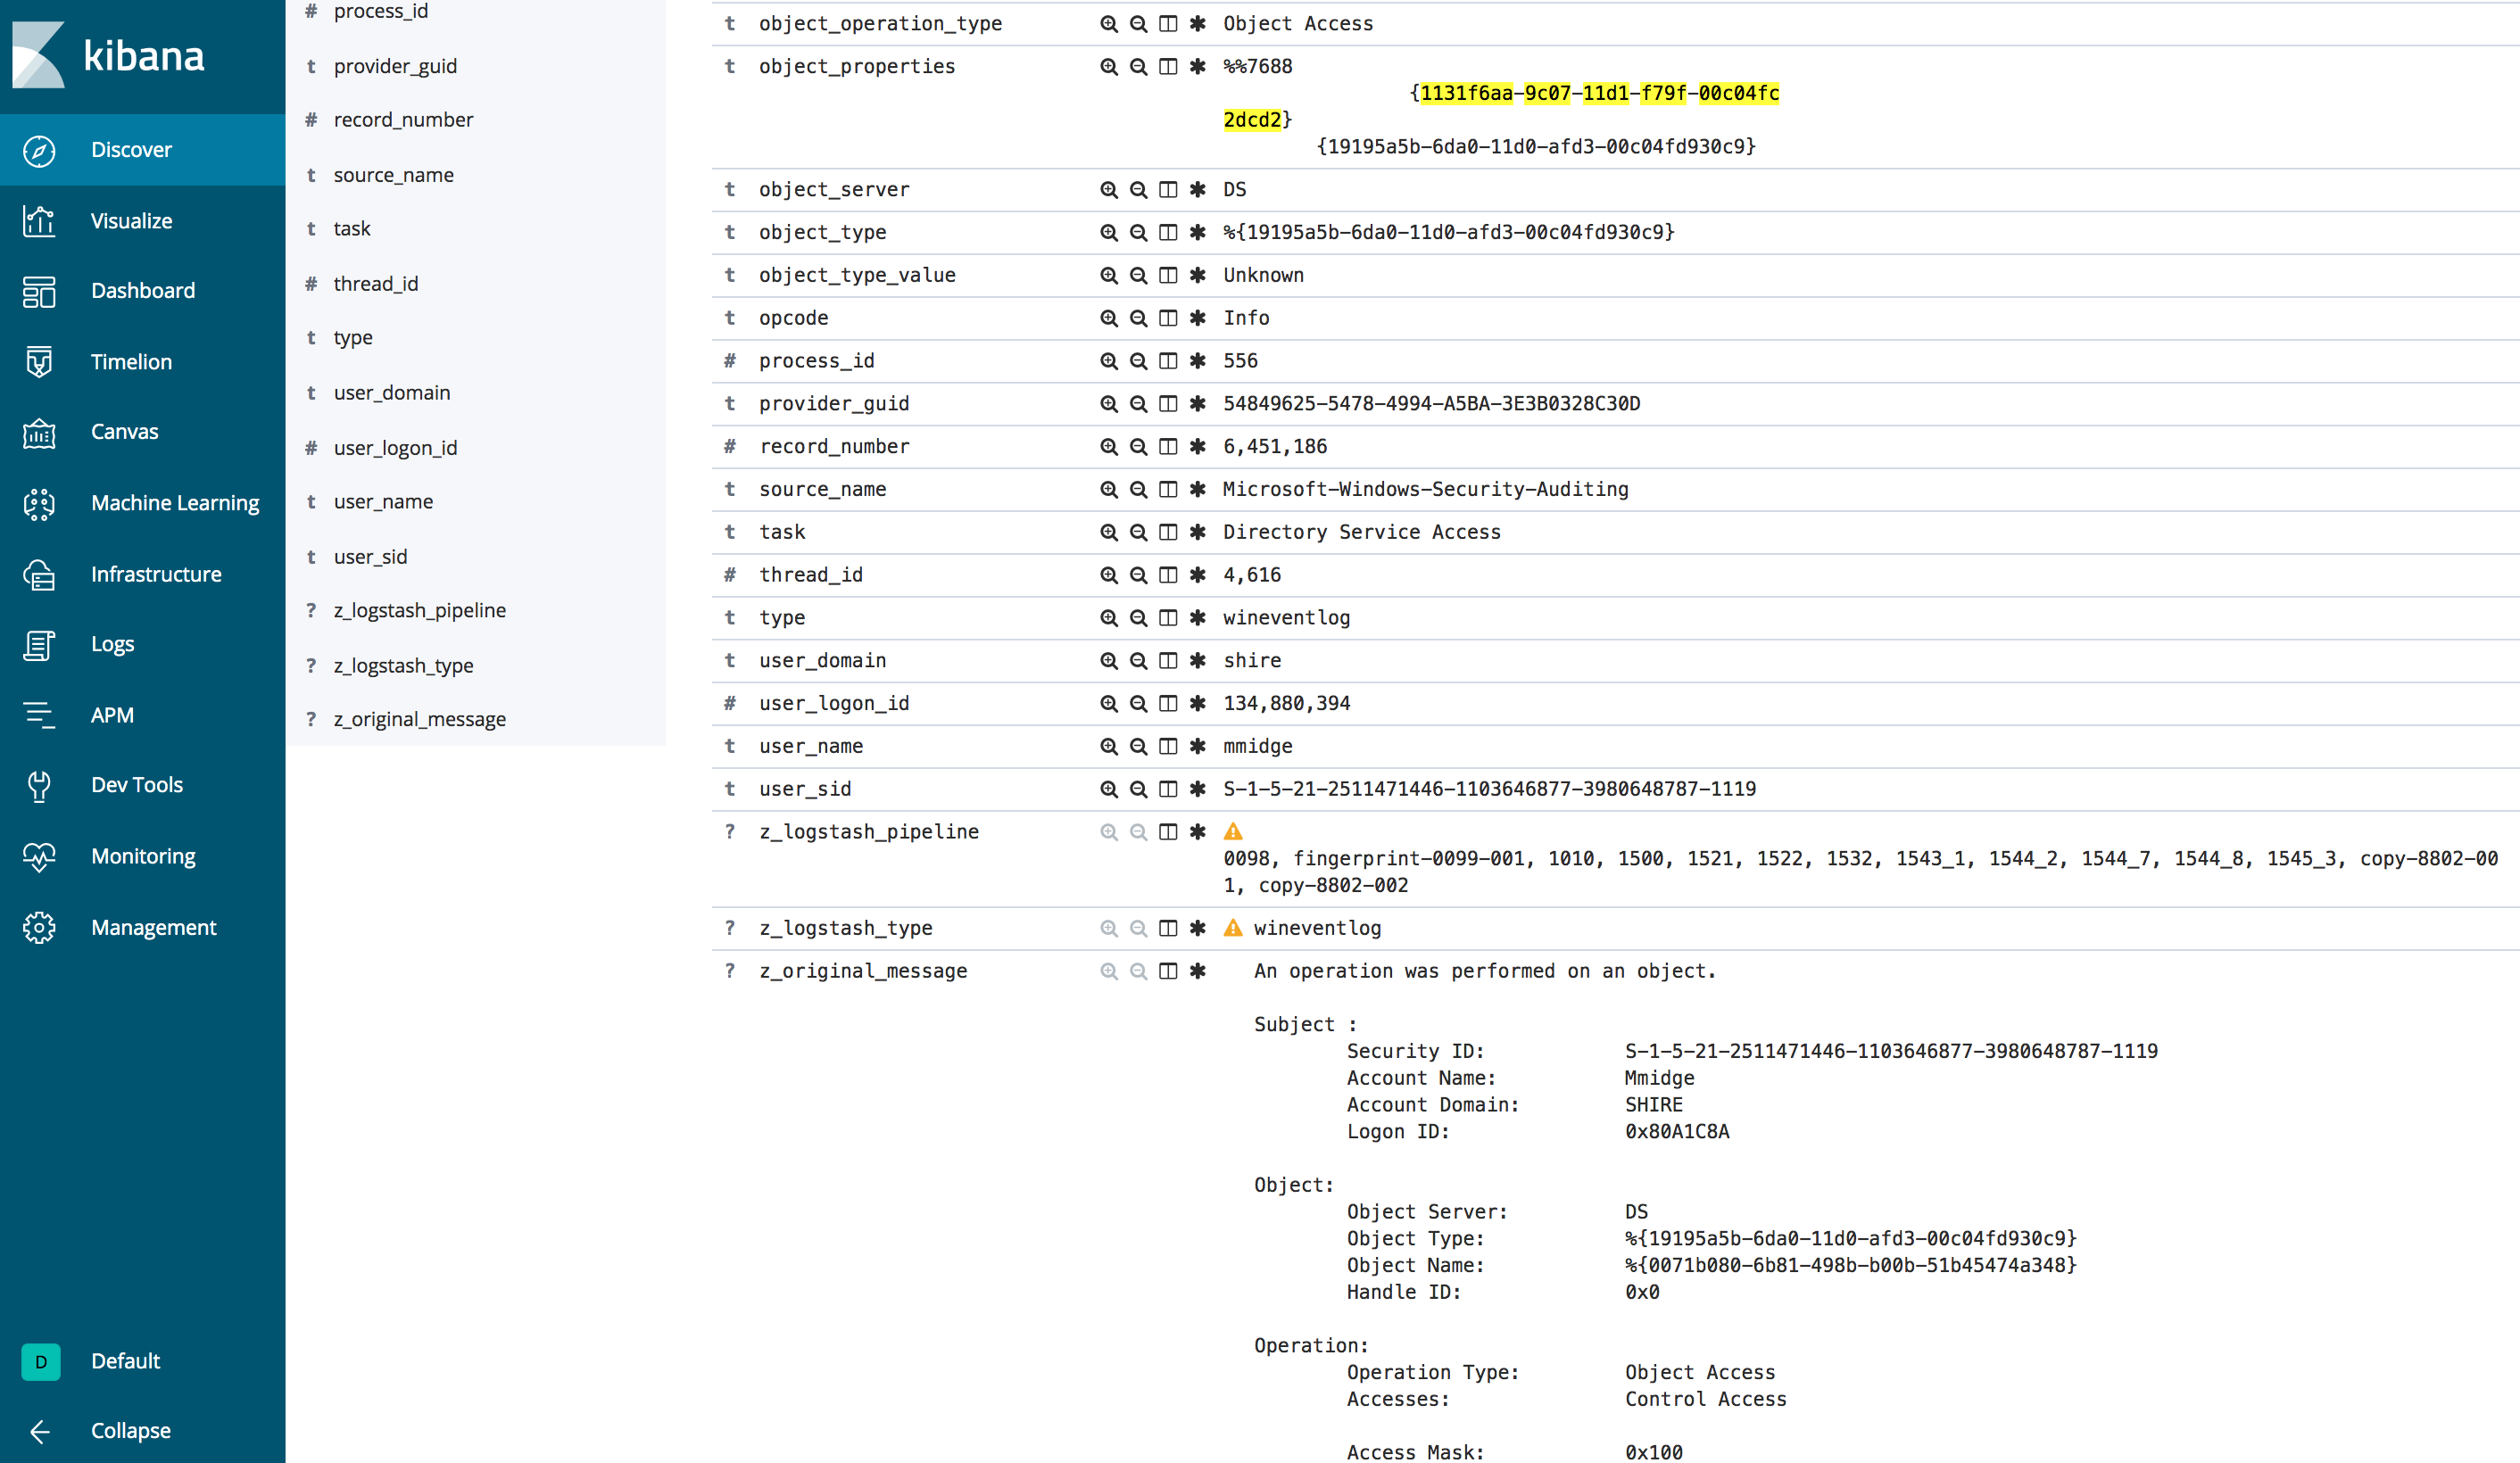 kibana
Discover
Visualize
Dashboard
Timelion
Canvas
Machine Learning
Infrastructure
Logs
APM
Dev Tools
Monitoring
Management
D Default
Collapse
# process_id
t provider_guid
# record_number
t source_name
t task
# thread_id
t type
t user_domain
# user_logon_id
t user_name
t user_sid
? z_logstash_pipeline
? z_logstash_type
? z_original_message
t object_operation_type Object Access
t object_properties %%7688
{1131f6aa-9c07-11d1-f79f-00c04fc
2dcd2}
{19195a5b-6da0-11d0-afd3-00c04fd930c9}
t object_server DS
t object_type %{19195a5b-6da0-11d0-afd3-00c04fd930c9}
t object_type_value Unknown
t opcode Info
# process_id 556
t provider_guid 54849625-5478-4994-A5BA-3E3B0328C30D
# record_number 6,451,186
t source_name Microsoft-Windows-Security-Auditing
t task Directory Service Access
# thread_id 4,616
t type wineventlog
t user_domain shire
# user_logon_id 134,880,394
t user_name mmidge
t user_sid S-1-5-21-2511471446-1103646877-3980648787-1119
? z_logstash_pipeline
0098, fingerprint-0099-001, 1010, 1500, 1521, 1522, 1532, 1543_1, 1544_2, 1544_7, 1544_8, 1545_3, copy-8802-00
1, copy-8802-002
? z_logstash_type wineventlog
? z_original_message An operation was performed on an object.
Subject :
Security ID: S-1-5-21-2511471446-1103646877-3980648787-1119
Account Name: Mmidge
Account Domain: SHIRE
Logon ID: 0x80A1C8A
Object:
Object Server: DS
Object Type: %{19195a5b-6da0-11d0-afd3-00c04fd930c9}
Object Name: %{0071b080-6b81-498b-b00b-51b45474a348}
Handle ID: 0x0
Operation:
Operation Type: Object Access
Accesses: Control Access
Access Mask: 0x100